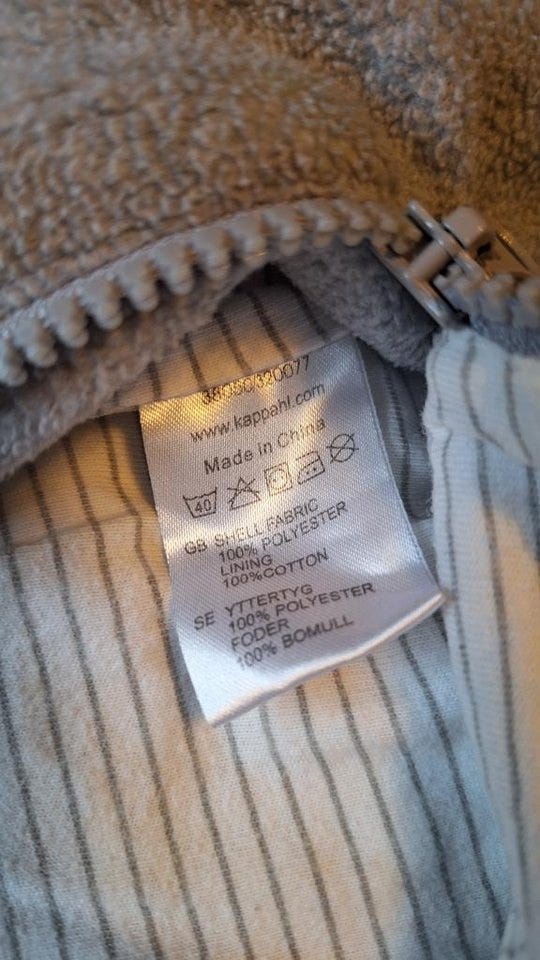 www.kappahl.com
Made in China
40
GB SHELL FABRIC
100% POLYESTER
LINING
100%COTTON
SE YTTERTYG
100% POLYESTER
FODER
100% BOMULL